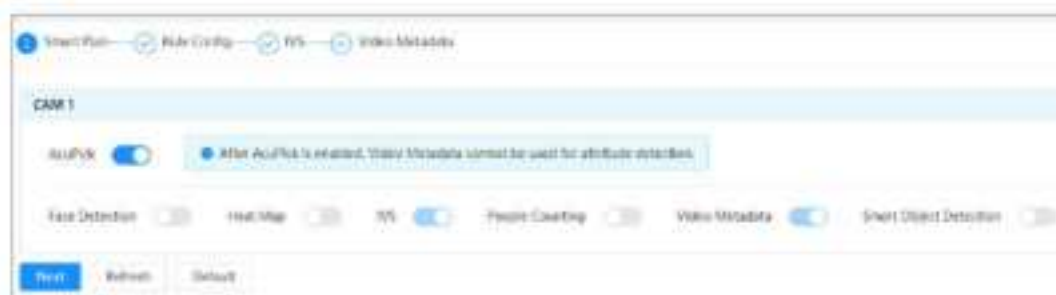 Smart Plan Rule Config IVS Video Metadata
CAM 1
AcuPick After AcuPick is enabled, Video Metadata cannot be used for attribute detection.
Face Detection Heat Map IVS People Counting Video Metadata Smart Object Detection
Next Refresh Default